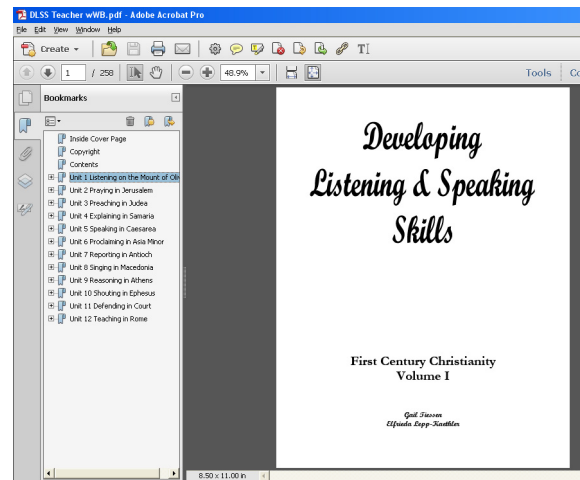 DLSS Teacher wWB.pdf - Adobe Acrobat Pro
File Edit View Window Help
Create
1 / 258 48.9% Tools
Bookmarks
Inside Cover Page
Copyright
Contents
Unit 1 Listening on the Mount of Oliv
Unit 2 Praying in Jerusalem
Unit 3 Preaching in Judea
Unit 4 Explaining in Samaria
Unit 5 Speaking in Caesarea
Unit 6 Proclaiming in Asia Minor
Unit 7 Reporting in Antioch
Unit 8 Singing in Macedonia
Unit 9 Reasoning in Athens
Unit 10 Shouting in Ephesus
Unit 11 Defending in Court
Unit 12 Teaching in Rome
Developing
Listening & Speaking
Skills
First Century Christianity
Volume I
Gail Tiessen
Elfrieda Lepp-Kaethler
8.50 x 11.00 in